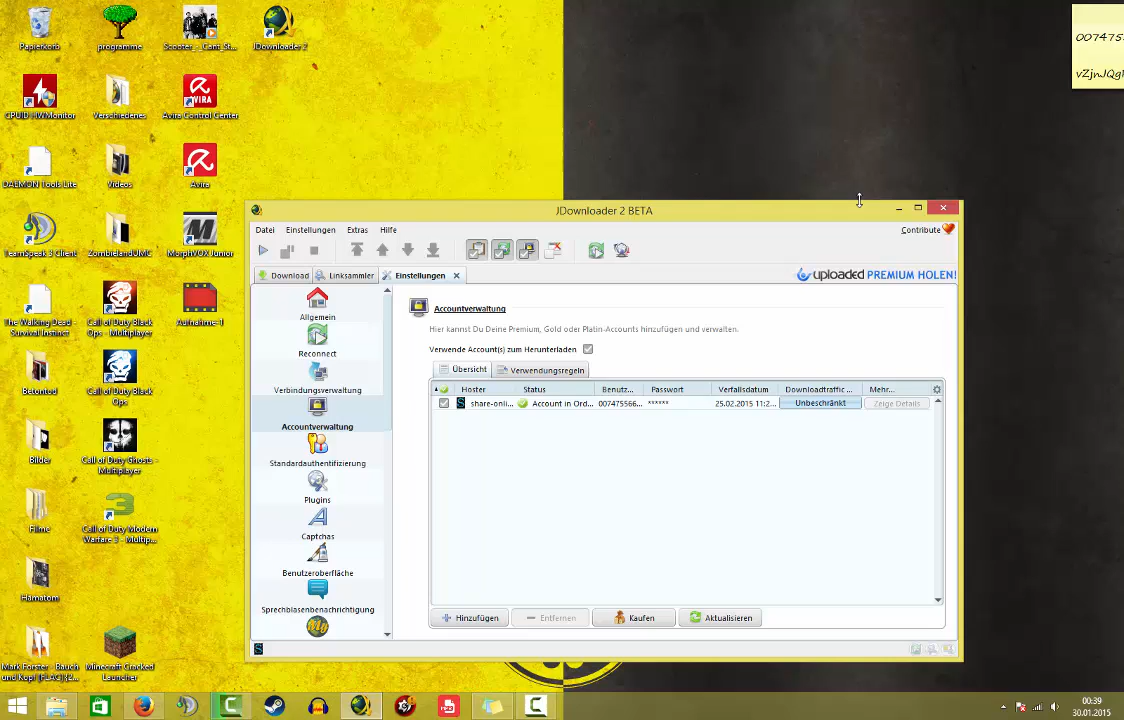 Papierkorb
programme
Scooter_-_Cant_St...
JDownloader 2
007475
vZjnJQg
CPUID HWMonitor
Verschiedenes
Avira Control Center
DAEMON Tools Lite
Videos
Avira
TeamSpeak 3 Client
ZombielandUMC
MorphVOX Junior
The Walking Dead - Survival Instinct
Call of Duty Black Ops - Multiplayer
Aufnahme-1
Betontod
Call of Duty Black Ops
Bilder
Call of Duty Ghosts - Multiplayer
Filme
Call of Duty Modern Warfare 3 - Multip...
Hämatom
Mark Forster - Bauch und Kopf [FLAC]{2...
Minecraft Cracked Launcher
JDownloader 2 BETA
Datei Einstellungen Extras Hilfe Contribute
Download Linksammler Einstellungen
uploaded PREMIUM HOLEN!
Allgemein
Reconnect
Verbindungsverwaltung
Accountverwaltung
Standardauthentifizierung
Plugins
Captchas
Benutzeroberfläche
Sprechblasenbenachrichtigung
Accountverwaltung
Hier kannst Du Deine Premium, Gold oder Platin-Accounts hinzufügen und verwalten.
Verwende Account(s) zum Herunterladen
Übersicht Verwendungsregeln
Hoster Status Benutz... Passwort Verfallsdatum Downloadtraffic ... Mehr...
share-onli... Account in Ord... 007475566... ****** 25.02.2015 11:2... Unbeschränkt Zeige Details
Hinzufügen Entfernen Kaufen Aktualisieren
00:39
30.01.2015